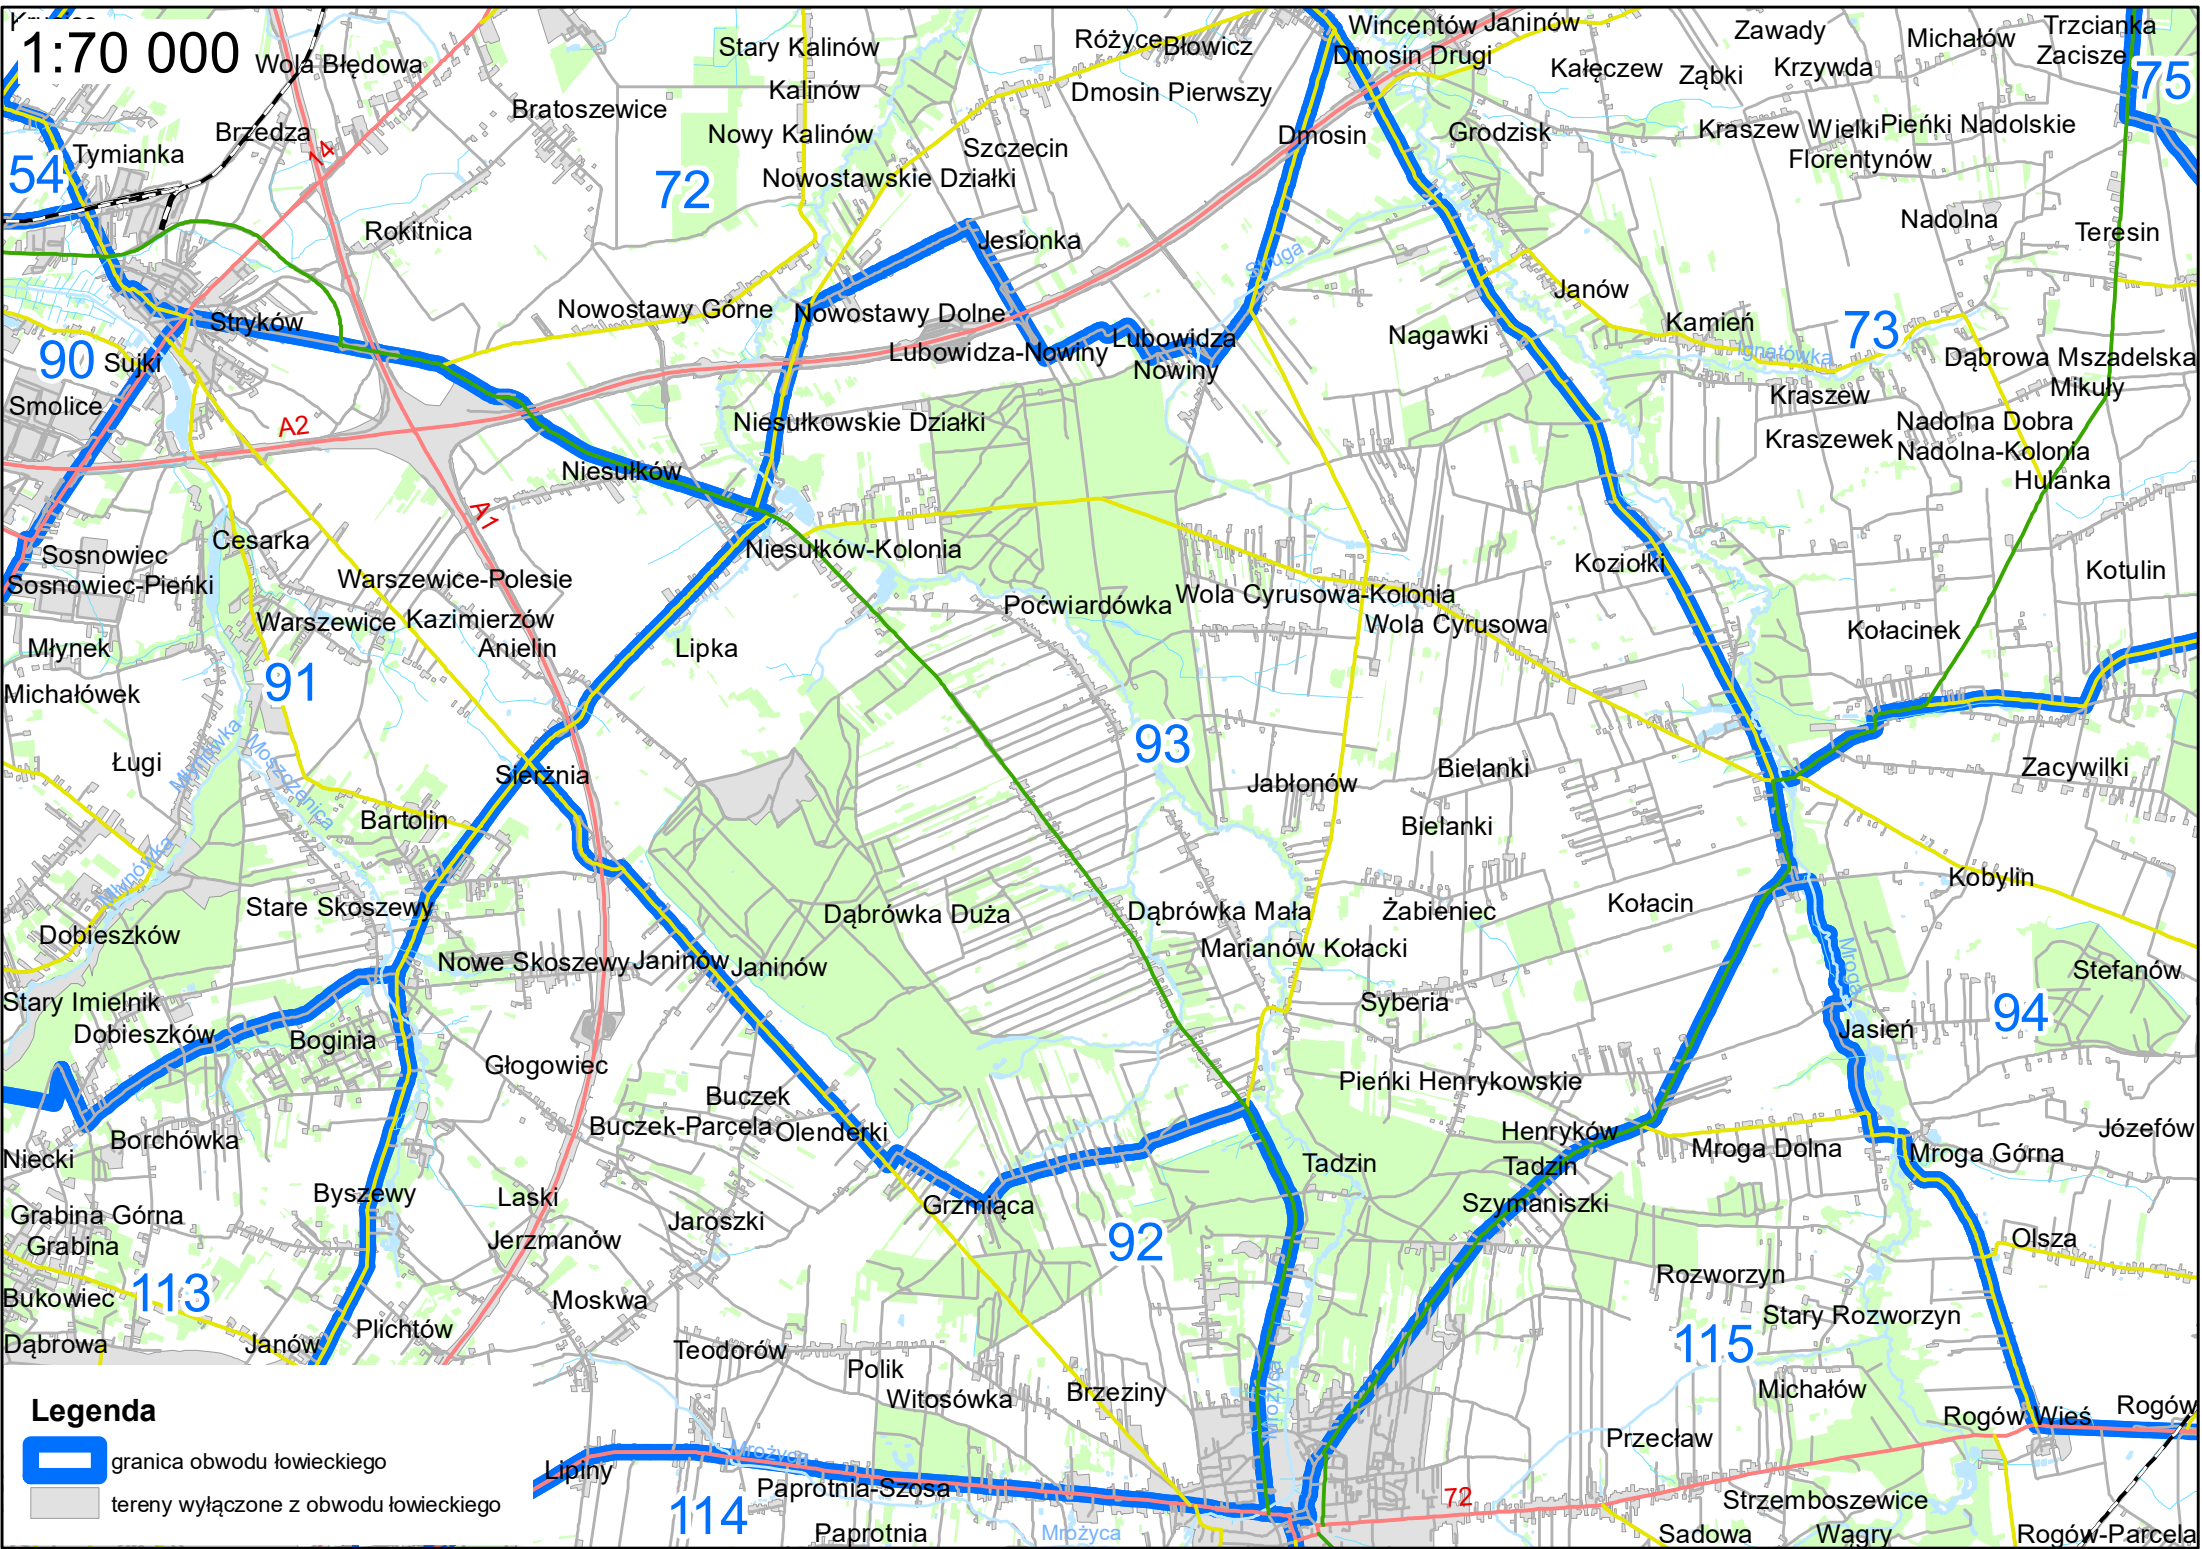 1:70 000
Wola Błędowa
Stary Kalinów
Różyce
Błowicz
Wincentów
Janinów
Zawady
Michałów
Trzcianka
Dmosin Drugi
Zacisze
Kałęczew
Ząbki
Krzywda
75
Bratoszewice
Kalinów
Dmosin Pierwszy
Brzedza
Nowy Kalinów
Dmosin
Grodzisk
Kraszew Wielki
Pieńki Nadolskie
Tymianka
14
Szczecin
Florentynów
54
72
Nowostawskie Działki
Rokitnica
Jesionka
Nadolna
Teresin
Struga
Janów
Stryków
Nowostawy Górne
Nowostawy Dolne
Kamień
73
Nagawki
Lubowidza
Lubowidza-Nowiny
Ignatówka
Dąbrowa Mszadelska
90
Sujki
Nowiny
Mikuły
Smolice
Kraszew
A2
Niesułkowskie Działki
Nadolna Dobra
Kraszewek
Nadolna-Kolonia
Niesułków
Hulanka
A1
Cesarka
Sosnowiec
Niesułków-Kolonia
Koziołki
Kotulin
Sosnowiec-Pieńki
Warszewice-Polesie
Poćwiardówka
Wola Cyrusowa-Kolonia
Warszewice
Kazimierzów
Wola Cyrusowa
Kołacinek
Młynek
Anielin
Lipka
91
Michałówek
Młynówka
Moszczenica
93
Ługi
Sierżnia
Jabłonów
Bielanki
Zacywilki
Bartolin
Bielanki
Młynówka
Kobylin
Stare Skoszewy
Dąbrówka Duża
Dąbrówka Mała
Żabieniec
Kołacin
Dobieszków
Marianów Kołacki
Nowe Skoszewy
Janinów
Janinów
Mroga
Stefanów
Stary Imielnik
Syberia
94
Dobieszków
Boginia
Jasień
Głogowiec
Pieńki Henrykowskie
Buczek
Buczek-Parcela
Olenderki
Borchówka
Henryków
Józefów
Niecki
Tadzin
Tadzin
Mroga Dolna
Mroga Górna
Byszewy
Laski
Grzmiąca
Szymaniszki
Grabina Górna
Jaroszki
Grabina
Jerzmanów
92
Olsza
Bukowiec
113
Moskwa
Rozworzyn
Stary Rozworzyn
Dąbrowa
Janów
Plichtów
Teodorów
115
Polik
Witosówka
Brzeziny
Mrożyca
Michałów
Legenda
Rogów Wieś
Rogów
granica obwodu łowieckiego
Mrożyca
Przecław
Lipiny
tereny wyłączone z obwodu łowieckiego
114
Paprotnia-Szosa
72
Strzemboszewice
Paprotnia
Mrożyca
Sadowa
Wągry
Rogów-Parcela